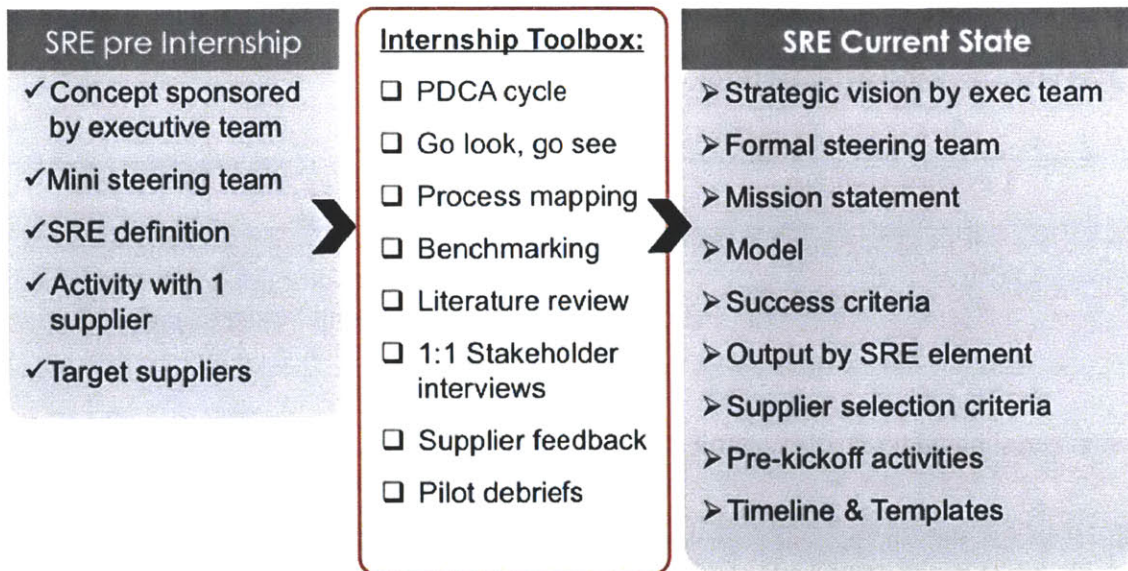 SRE pre Internship
✓ Concept sponsored
by executive team
✓ Mini steering team
✓ SRE definition
✓ Activity with 1
supplier
✓ Target suppliers
Internship Toolbox:
❑ PDCA cycle
❑ Go look, go see
❑ Process mapping
❑ Benchmarking
❑ Literature review
❑ 1:1 Stakeholder
interviews
❑ Supplier feedback
❑ Pilot debriefs
SRE Current State
➢ Strategic vision by exec team
➢ Formal steering team
➢ Mission statement
➢ Model
➢ Success criteria
➢ Output by SRE element
➢ Supplier selection criteria
➢ Pre-kickoff activities
➢ Timeline & Templates